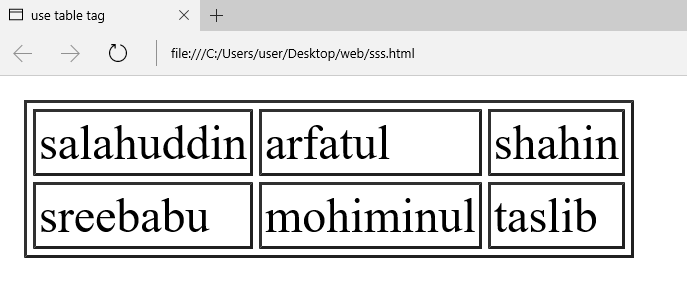 use table tag
file:///C:/Users/user/Desktop/web/sss.html
salahuddin arfatul shahin
sreebabu mohiminul taslib